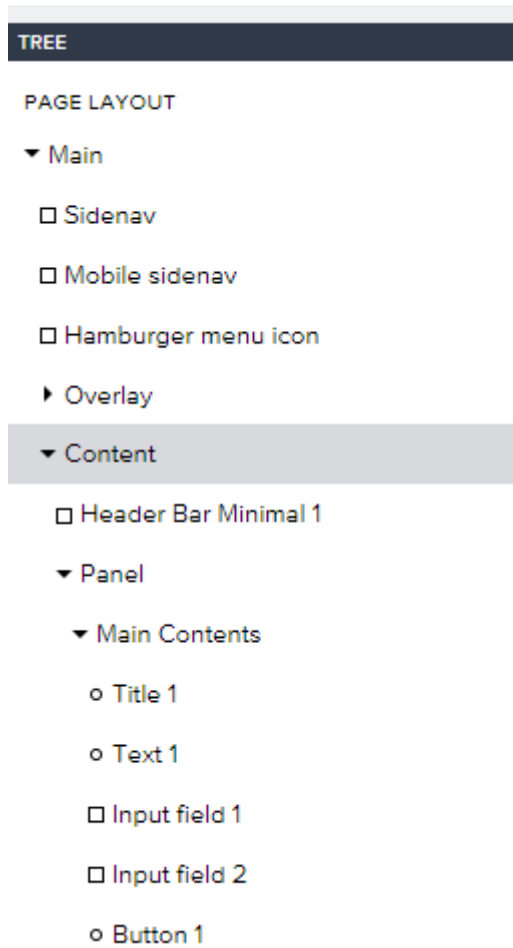 TREE
PAGE LAYOUT
Main
Sidenav
Mobile sidenav
Hamburger menu icon
Overlay
Content
Header Bar Minimal 1
Panel
Main Contents
Title 1
Text 1
Input field 1
Input field 2
Button 1